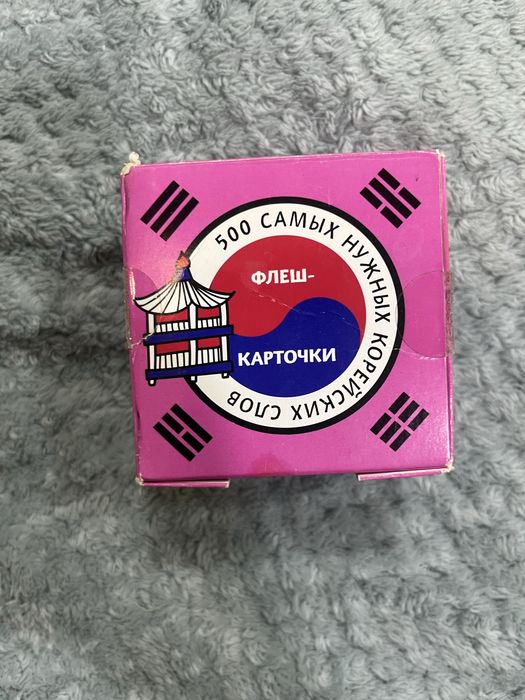 500 САМЫХ НУЖНЫХ КОРЕЙСКИХ СЛОВ
ФЛЕШ-
КАРТОЧКИ